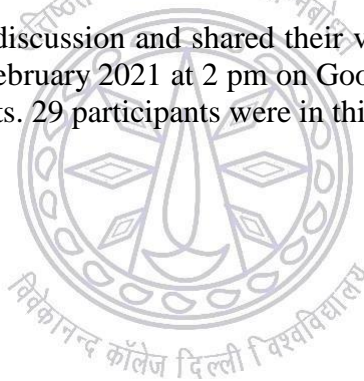 discussion and shared their v
ebruary 2021 at 2 pm on Goo
ts. 29 participants were in thi
विवेकानन्द कॉलेज दिल्ली विश्वविद्यालय